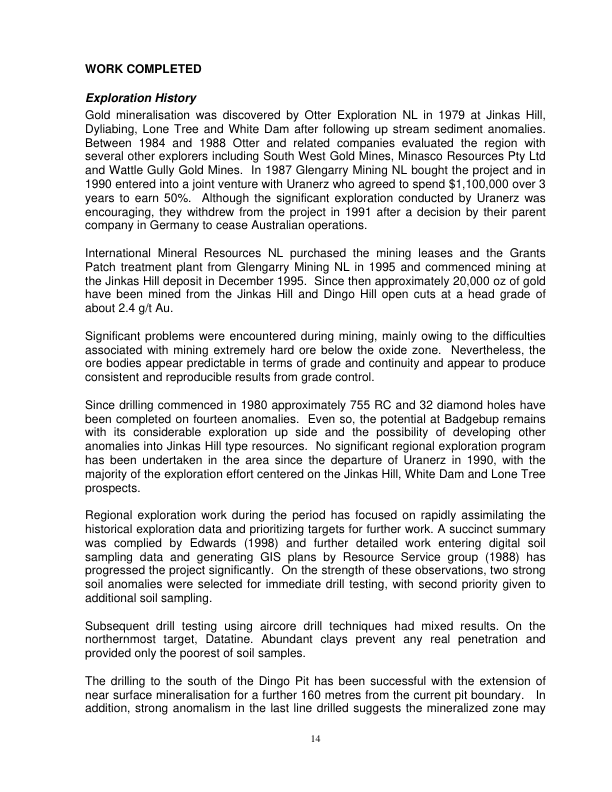 WORK COMPLETED
Exploration History
Gold mineralisation was discovered by Otter Exploration NL in 1979 at Jinkas Hill,
Dyliabing, Lone Tree and White Dam after following up stream sediment anomalies.
Between 1984 and 1988 Otter and related companies evaluated the region with
several other explorers including South West Gold Mines, Minasco Resources Pty Ltd
and Wattle Gully Gold Mines. In 1987 Glengarry Mining NL bought the project and in
1990 entered into a joint venture with Uranerz who agreed to spend $1,100,000 over 3
years to earn 50%. Although the significant exploration conducted by Uranerz was
encouraging, they withdrew from the project in 1991 after a decision by their parent
company in Germany to cease Australian operations.
International Mineral Resources NL purchased the mining leases and the Grants
Patch treatment plant from Glengarry Mining NL in 1995 and commenced mining at
the Jinkas Hill deposit in December 1995. Since then approximately 20,000 oz of gold
have been mined from the Jinkas Hill and Dingo Hill open cuts at a head grade of
about 2.4 g/t Au.
Significant problems were encountered during mining, mainly owing to the difficulties
associated with mining extremely hard ore below the oxide zone. Nevertheless, the
ore bodies appear predictable in terms of grade and continuity and appear to produce
consistent and reproducible results from grade control.
Since drilling commenced in 1980 approximately 755 RC and 32 diamond holes have
been completed on fourteen anomalies. Even so, the potential at Badgebup remains
with its considerable exploration up side and the possibility of developing other
anomalies into Jinkas Hill type resources. No significant regional exploration program
has been undertaken in the area since the departure of Uranerz in 1990, with the
majority of the exploration effort centered on the Jinkas Hill, White Dam and Lone Tree
prospects.
Regional exploration work during the period has focused on rapidly assimilating the
historical exploration data and prioritizing targets for further work. A succinct summary
was complied by Edwards (1998) and further detailed work entering digital soil
sampling data and generating GIS plans by Resource Service group (1988) has
progressed the project significantly. On the strength of these observations, two strong
soil anomalies were selected for immediate drill testing, with second priority given to
additional soil sampling.
Subsequent drill testing using aircore drill techniques had mixed results. On the
northernmost target, Datatine. Abundant clays prevent any real penetration and
provided only the poorest of soil samples.
The drilling to the south of the Dingo Pit has been successful with the extension of
near surface mineralisation for a further 160 metres from the current pit boundary. In
addition, strong anomalism in the last line drilled suggests the mineralized zone may
14